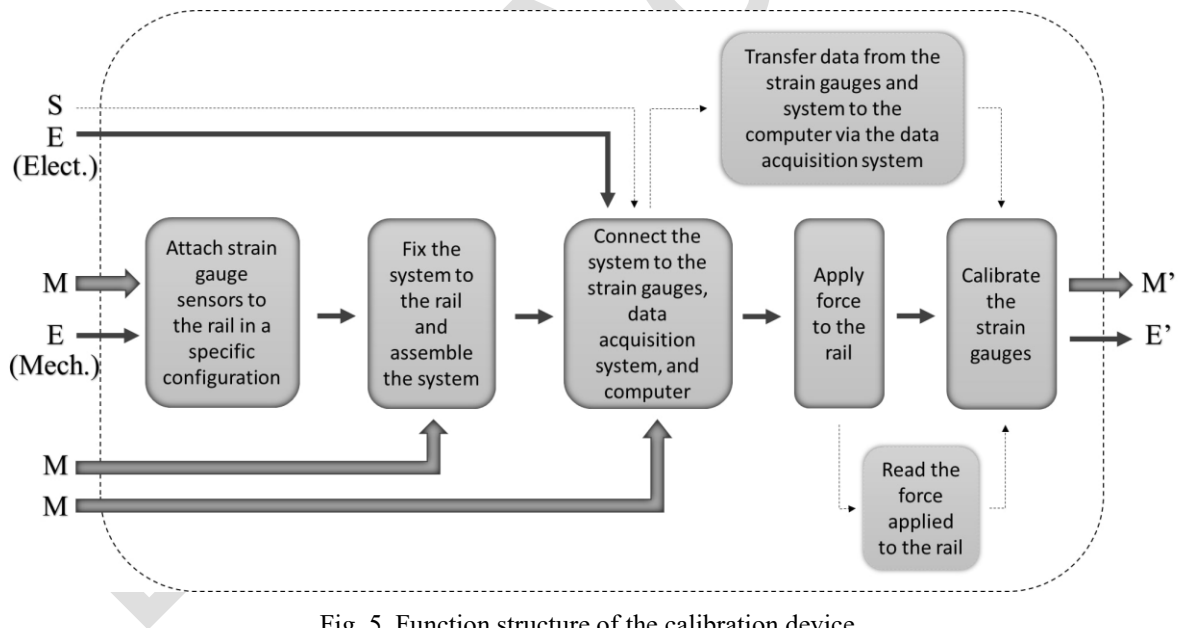 Transfer data from the
strain gauges and
system to the
computer via the data
acquisition system
S
E
(Elect.)
M
E
(Mech.)
Attach strain
gauge
sensors to
the rail in a
specific
configuration
Fix the
system to
the rail
and
assemble
the system
Connect the
system to the
strain gauges,
data
acquisition
system, and
computer
Apply
force
to the
rail
Calibrate
the
strain
gauges
M’
E’
M
M
Read the
force
applied
to the rail
Fig. 5. Function structure of the calibration device